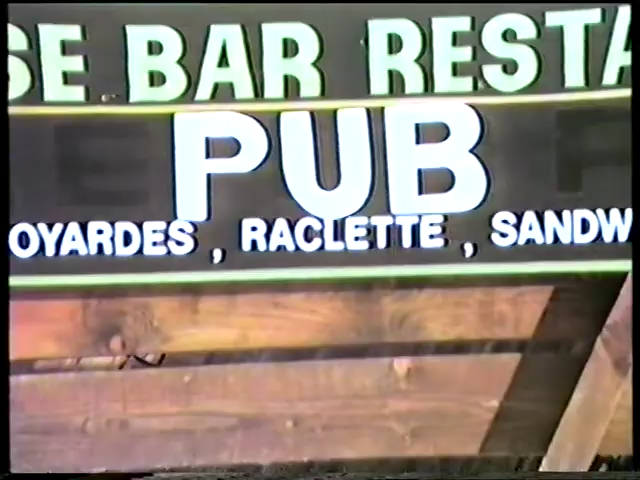 SE BAR RESTA
PUB
OYARDES , RACLETTE , SANDW